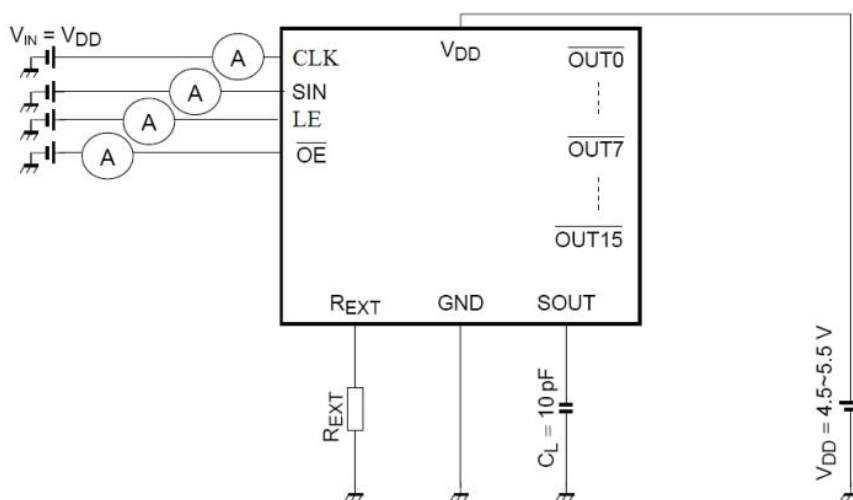 V_IN = V_DD
A
CLK
V_DD
OUT0
A
SIN
A
LE
A
OE
OUT7
OUT15
R_EXT
GND
SOUT
R_EXT
C_L = 10 pF
V_DD = 4.5~5.5 V